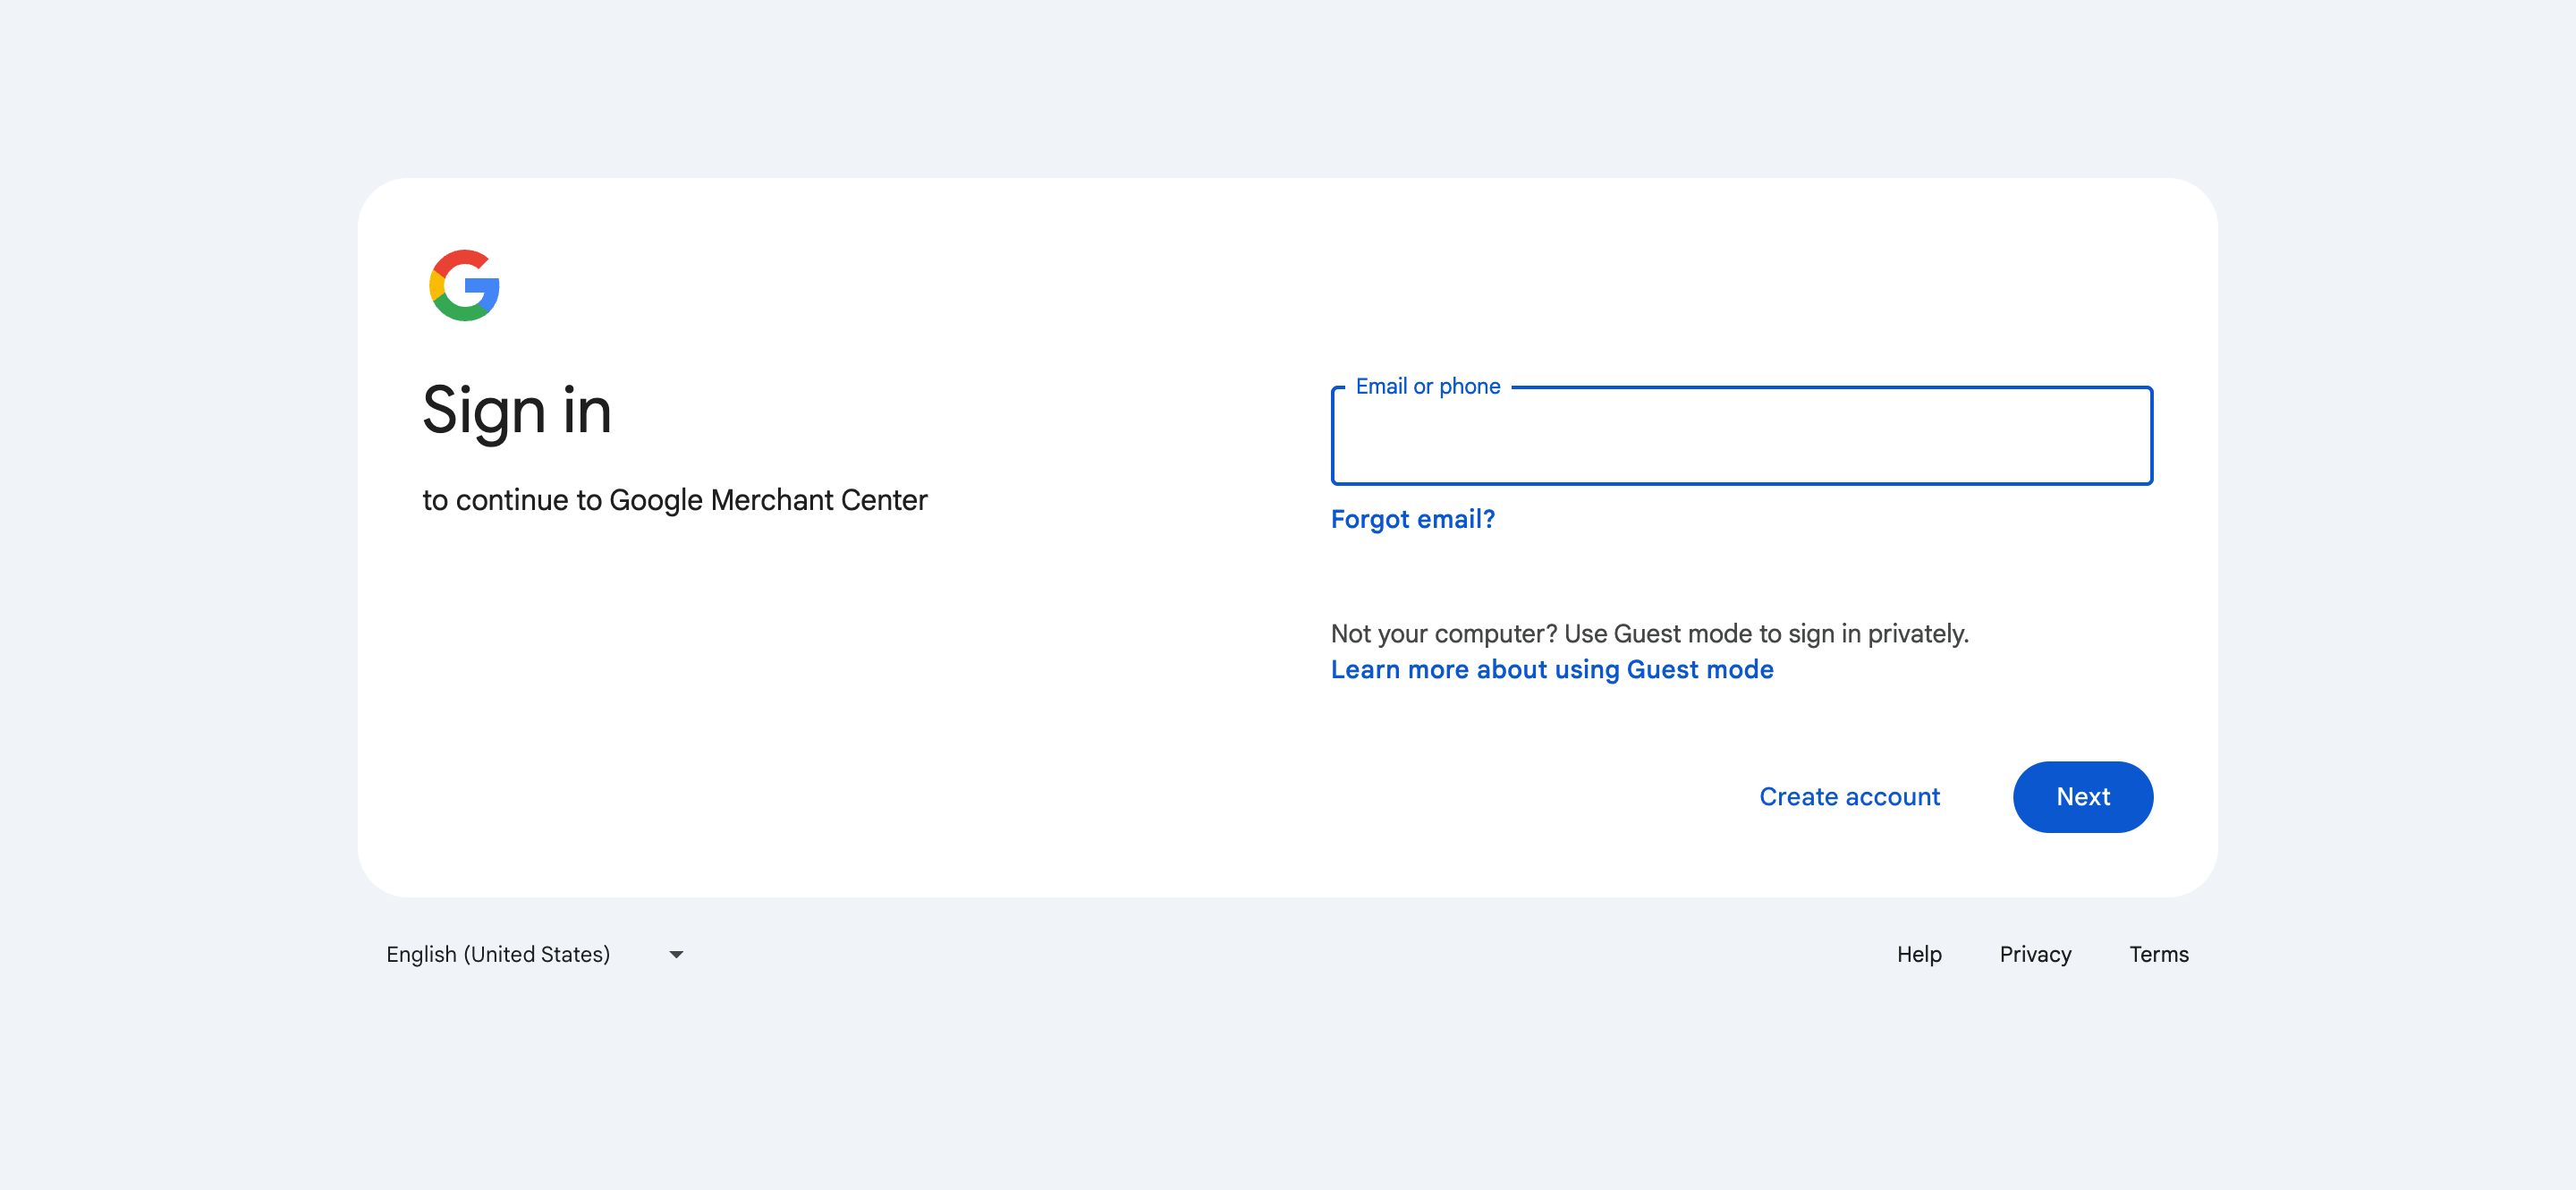 Sign in
to continue to Google Merchant Center
Email or phone
Forgot email?
Not your computer? Use Guest mode to sign in privately.
Learn more about using Guest mode
Create account
Next
English (United States)
Help
Privacy
Terms